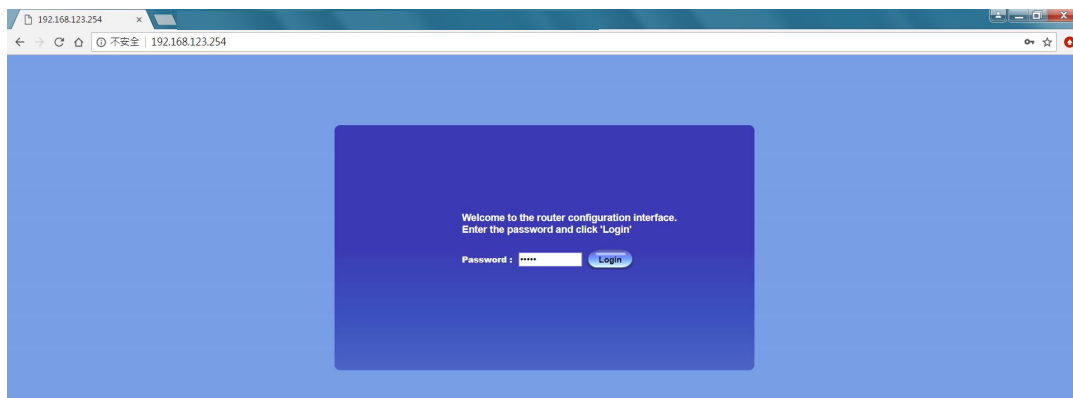 192.168.123.254
不安全 | 192.168.123.254
Welcome to the router configuration interface.
Enter the password and click 'Login'
Password : ••••• Login